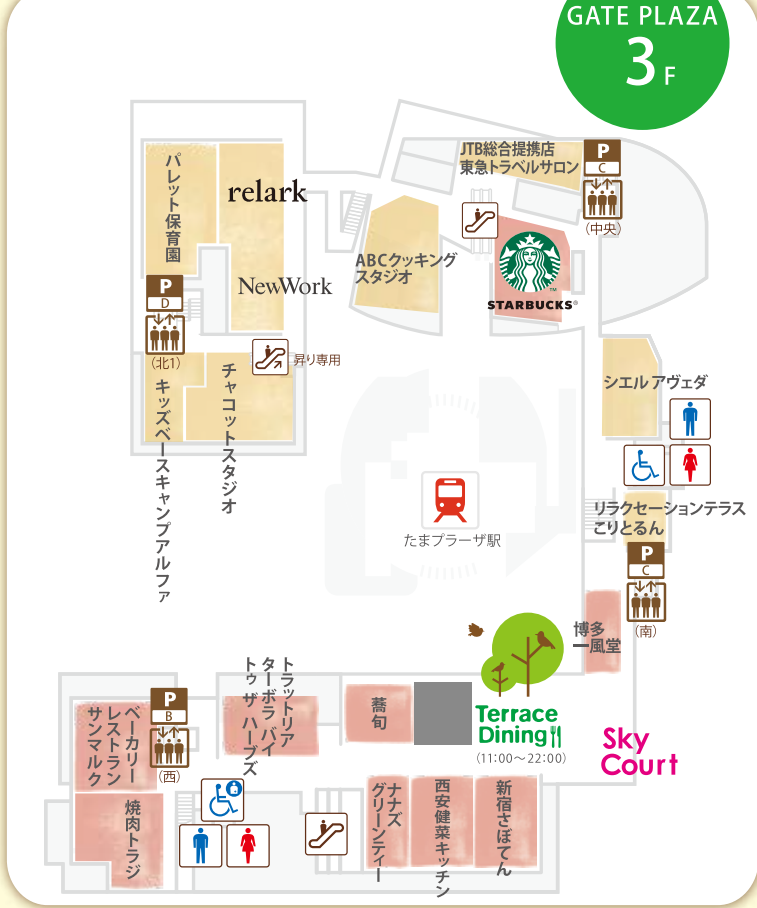 GATE PLAZA
3F
JTB総合提携店
東急トラベルサロン
P
C
(中央)
パレット保育園
relark
NewWork
ABCクッキング
スタジオ
STARBUCKS®
TM
P
D
(北1)
昇り専用
キッズベースキャンプアルファ
チャコットスタジオ
シエル アヴェダ
リラクセーションテラス
こりとるん
P
C
(南)
たまプラーザ駅
博多
一風堂
Terrace
Dining
(11:00～22:00)
Sky
Court
トラットリア
ターボラ バイ
トゥ ザ ハーブズ
蕎旬
ベーカリー
レストラン
サンマルク
P
B
(西)
焼肉トラジ
ナナズ
グリーンティー
西安健菜キッチン
新宿さぼてん